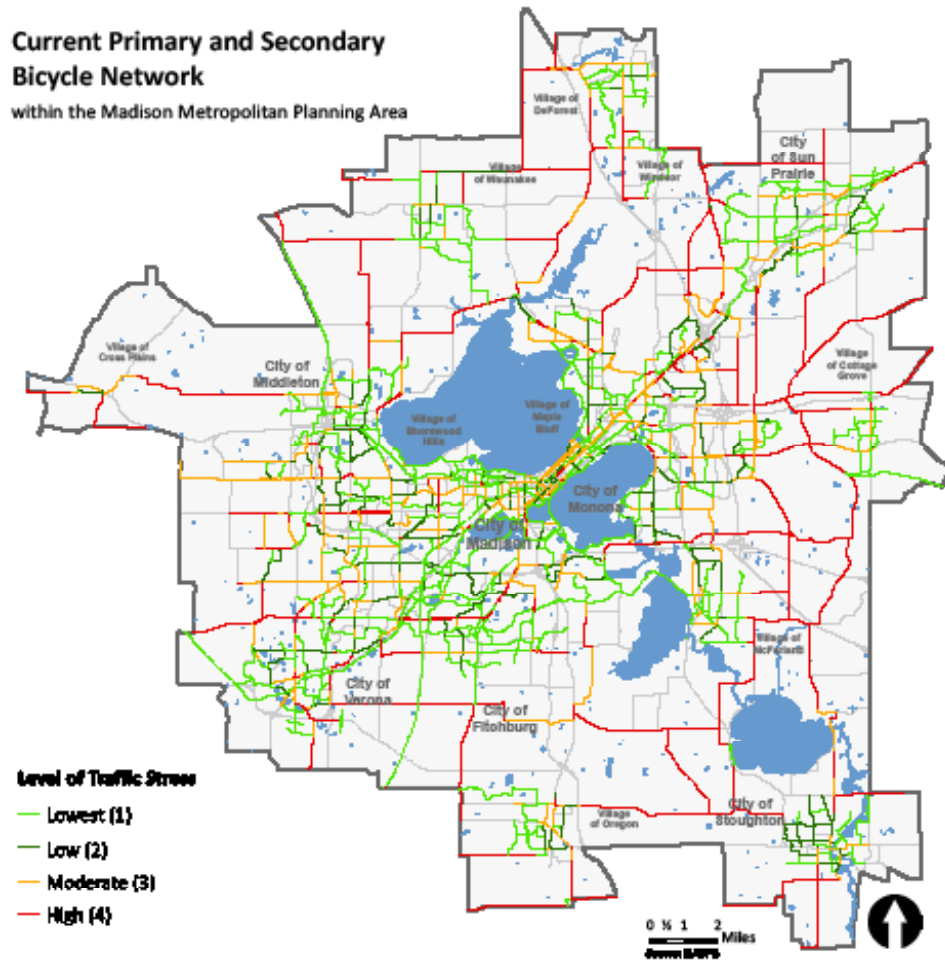 Current Primary and Secondary
Bicycle Network
within the Madison Metropolitan Planning Area
Village of
DeForest
City
of Sun
Prairie
Village
of Waunakee
Village of
Windsor
Village of
Cross Plains
City of
Middleton
Village
of Cottage
Grove
Village of
Shorewood
Hills
Village of
Maple
Bluff
City of
Monona
City of
Madison
Village of
McFarland
City of
Verona
City of
Fitchburg
Village
of Oregon
City of
Stoughton
Level of Traffic Stress
Lowest (1)
Low (2)
Moderate (3)
High (4)
0 ½ 1 2
Miles